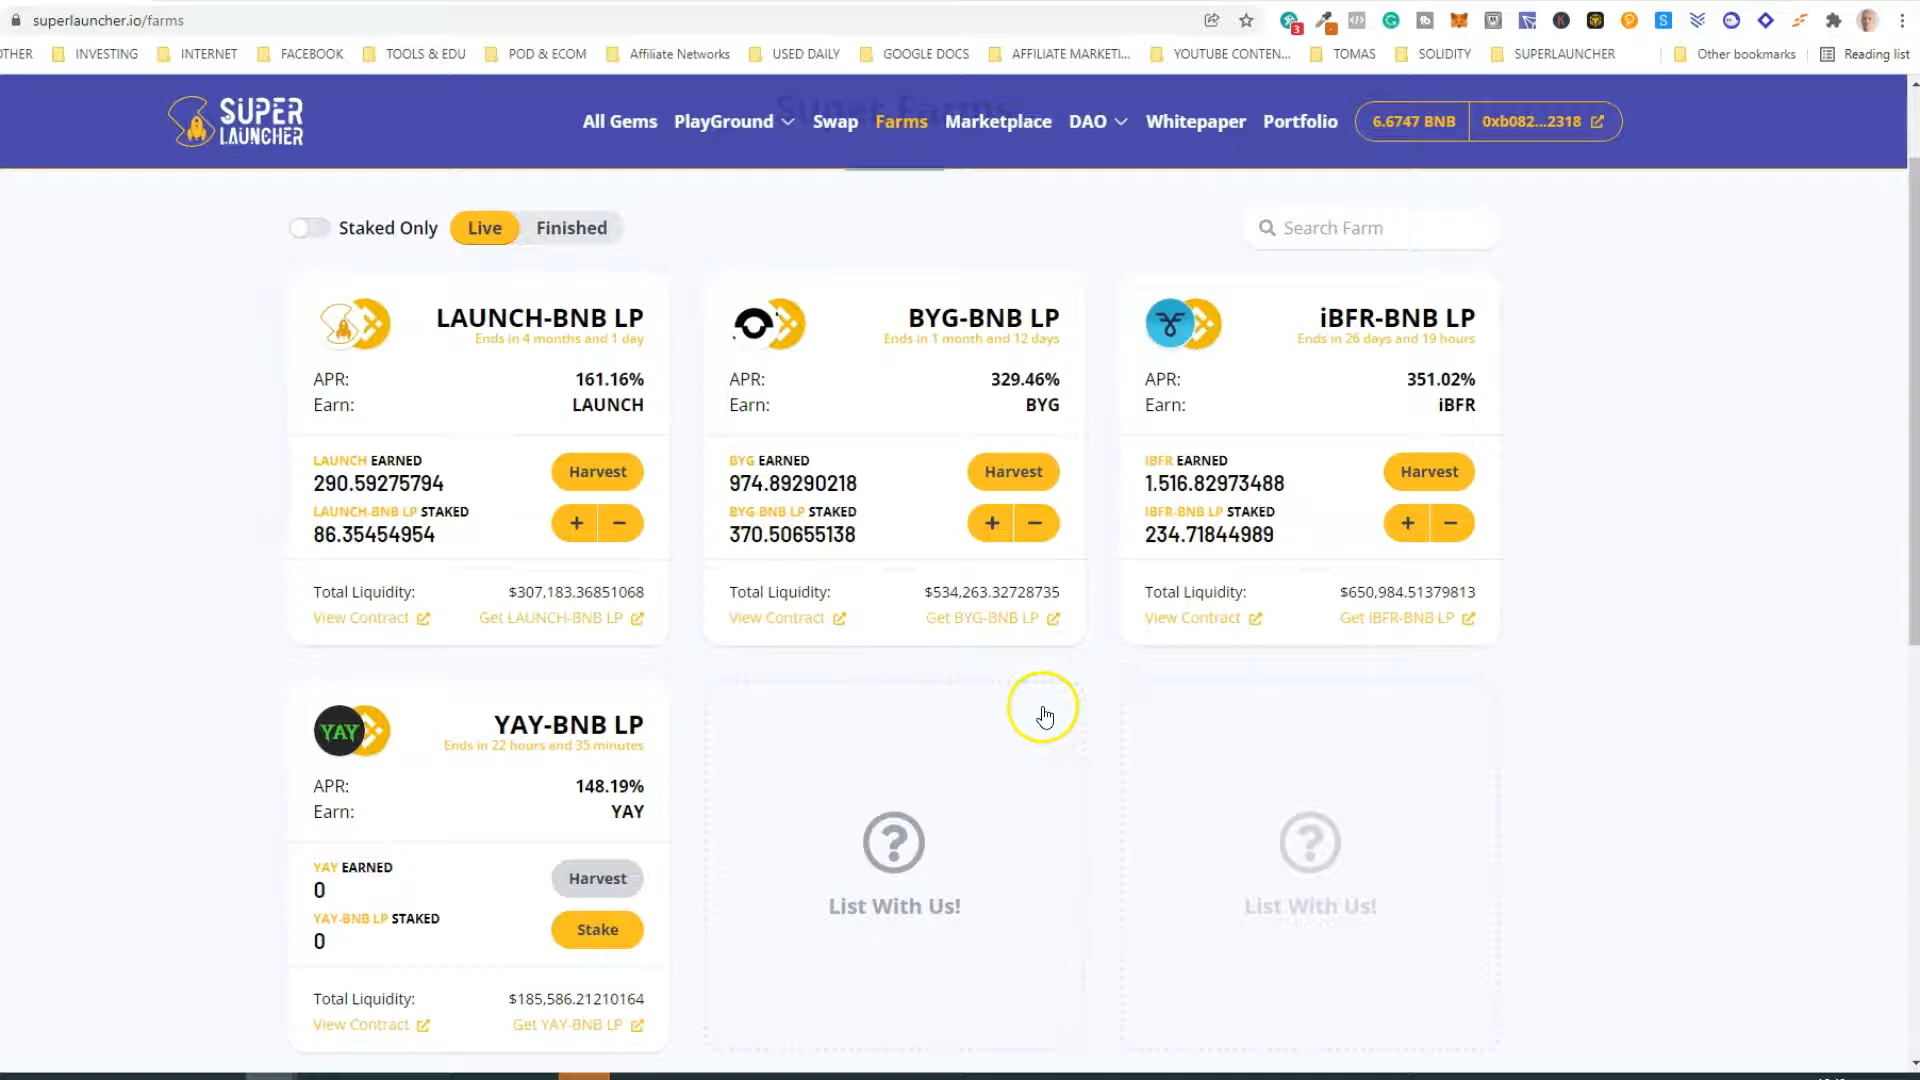 superlauncher.io/farms
3
OTHER INVESTING INTERNET FACEBOOK TOOLS & EDU POD & ECOM Affiliate Networks USED DAILY GOOGLE DOCS AFFILIATE MARKETI... YOUTUBE CONTEN... TOMAS SOLIDITY SUPERLAUNCHER Other bookmarks Reading list
SUPER
LAUNCHER
Super Farms
All Gems PlayGround Swap Farms Marketplace DAO Whitepaper Portfolio 6.6747 BNB 0xb082...2318
Staked Only Live Finished Search Farm
LAUNCH-BNB LP
Ends in 4 months and 1 day
APR: 161.16%
Earn: LAUNCH
LAUNCH EARNED
290.59275794
Harvest
LAUNCH-BNB LP STAKED
86.35454954
+ −
Total Liquidity: $307,183.36851068
View Contract Get LAUNCH-BNB LP
BYG-BNB LP
Ends in 1 month and 12 days
APR: 329.46%
Earn: BYG
BYG EARNED
974.89290218
Harvest
BYG-BNB LP STAKED
370.50655138
+ −
Total Liquidity: $534,263.32728735
View Contract Get BYG-BNB LP
iBFR-BNB LP
Ends in 26 days and 19 hours
APR: 351.02%
Earn: iBFR
IBFR EARNED
1,516.82973488
Harvest
IBFR-BNB LP STAKED
234.71844989
+ −
Total Liquidity: $650,984.51379813
View Contract Get iBFR-BNB LP
YAY
YAY-BNB LP
Ends in 22 hours and 35 minutes
APR: 148.19%
Earn: YAY
YAY EARNED
0
Harvest
YAY-BNB LP STAKED
0
Stake
Total Liquidity: $185,586.21210164
View Contract Get YAY-BNB LP
?
List With Us!
?
List With Us!